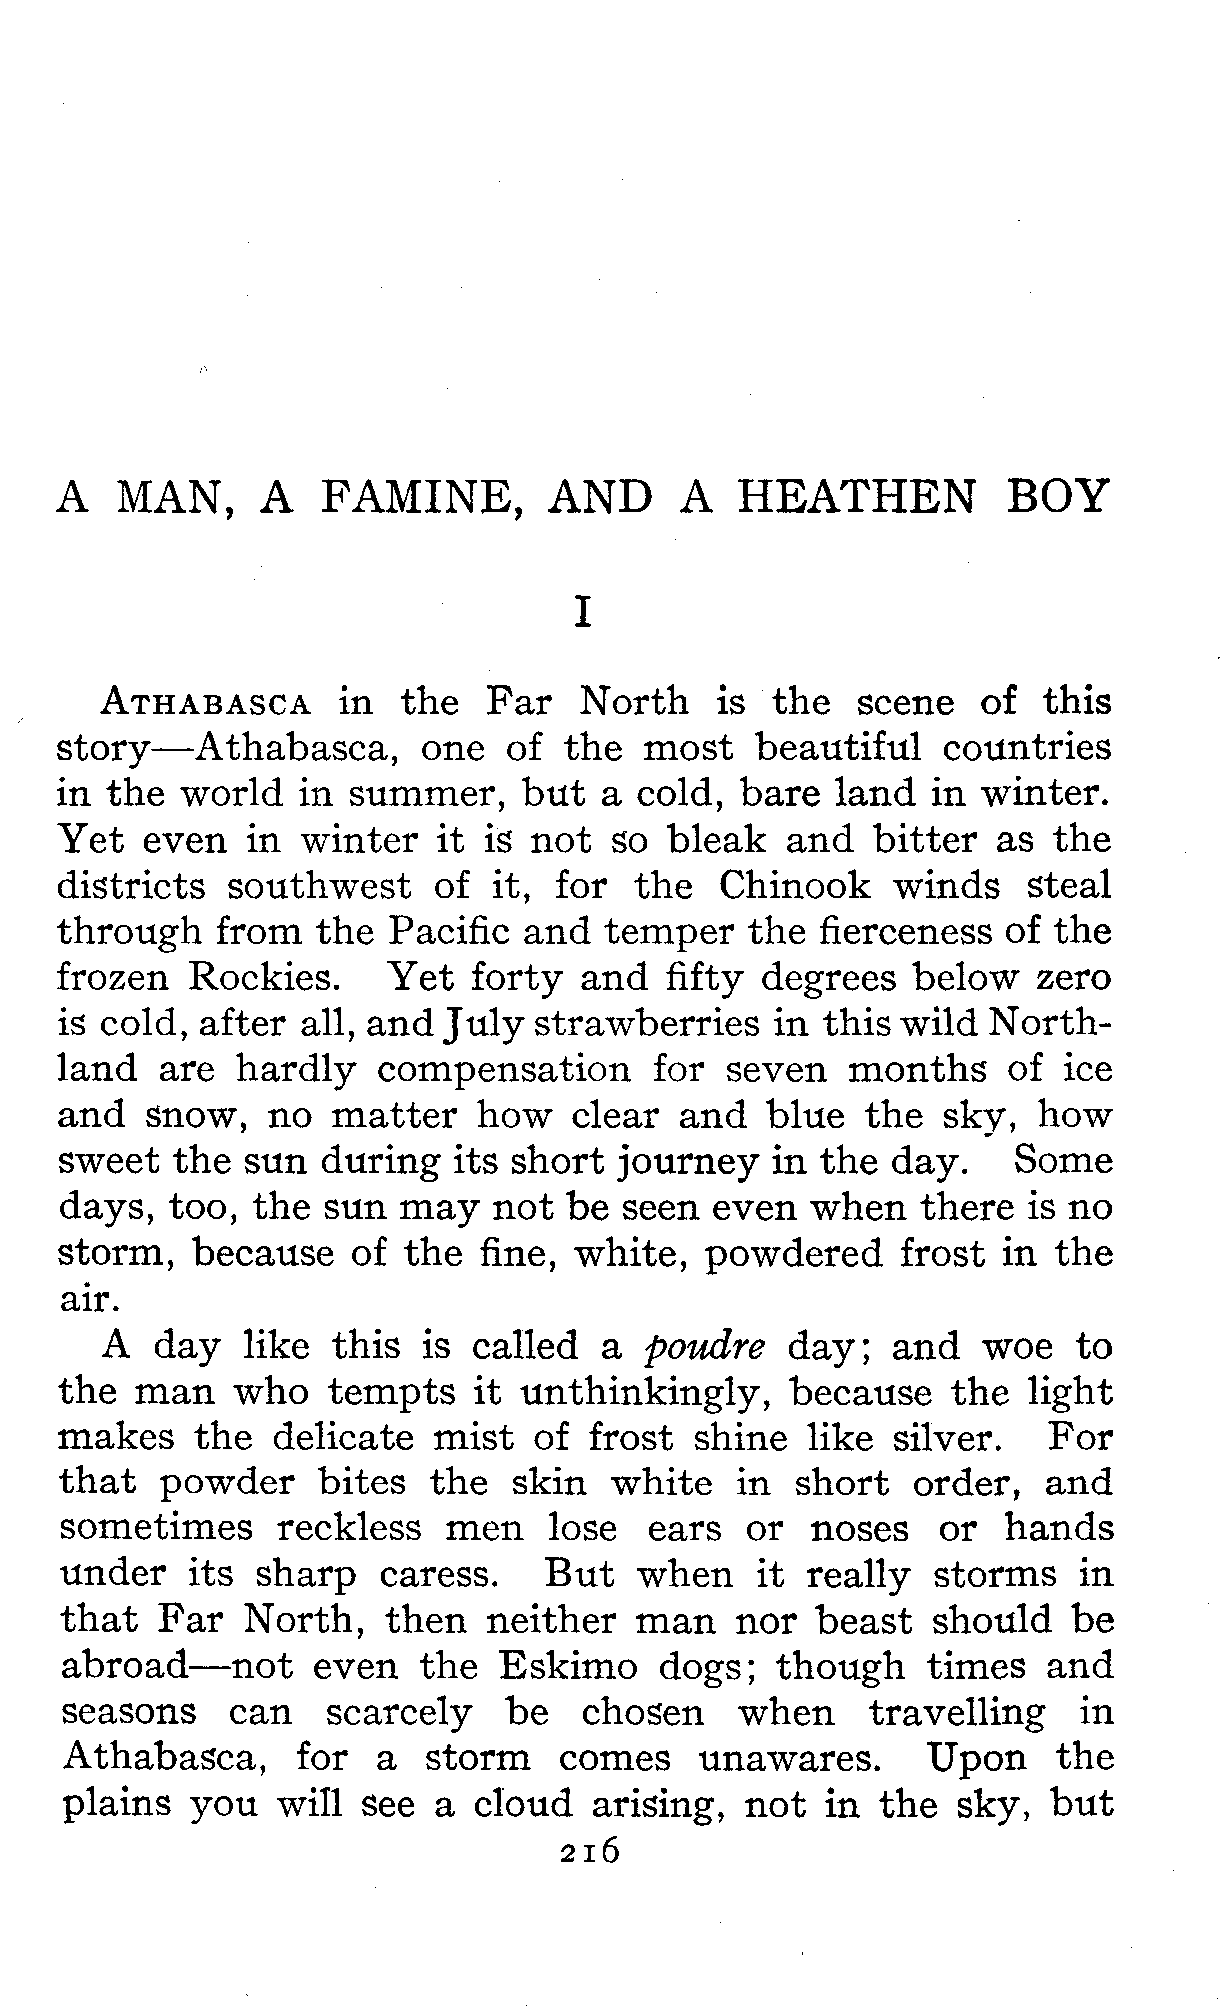 A MAN, A FAMINE, AND A HEATHEN BOY
I
ATHABASCA in the Far North is the scene of this
story—Athabasca, one of the most beautiful countries
in the world in summer, but a cold, bare land in winter.
Yet even in winter it is not so bleak and bitter as the
districts southwest of it, for the Chinook winds steal
through from the Pacific and temper the fierceness of the
frozen Rockies. Yet forty and fifty degrees below zero
is cold, after all, and July strawberries in this wild North-
land are hardly compensation for seven months of ice
and snow, no matter how clear and blue the sky, how
sweet the sun during its short journey in the day. Some
days, too, the sun may not be seen even when there is no
storm, because of the fine, white, powdered frost in the
air.
A day like this is called a poudre day; and woe to
the man who tempts it unthinkingly, because the light
makes the delicate mist of frost shine like silver. For
that powder bites the skin white in short order, and
sometimes reckless men lose ears or noses or hands
under its sharp caress. But when it really storms in
that Far North, then neither man nor beast should be
abroad—not even the Eskimo dogs; though times and
seasons can scarcely be chosen when travelling in
Athabasca, for a storm comes unawares. Upon the
plains you will see a cloud arising, not in the sky, but
216